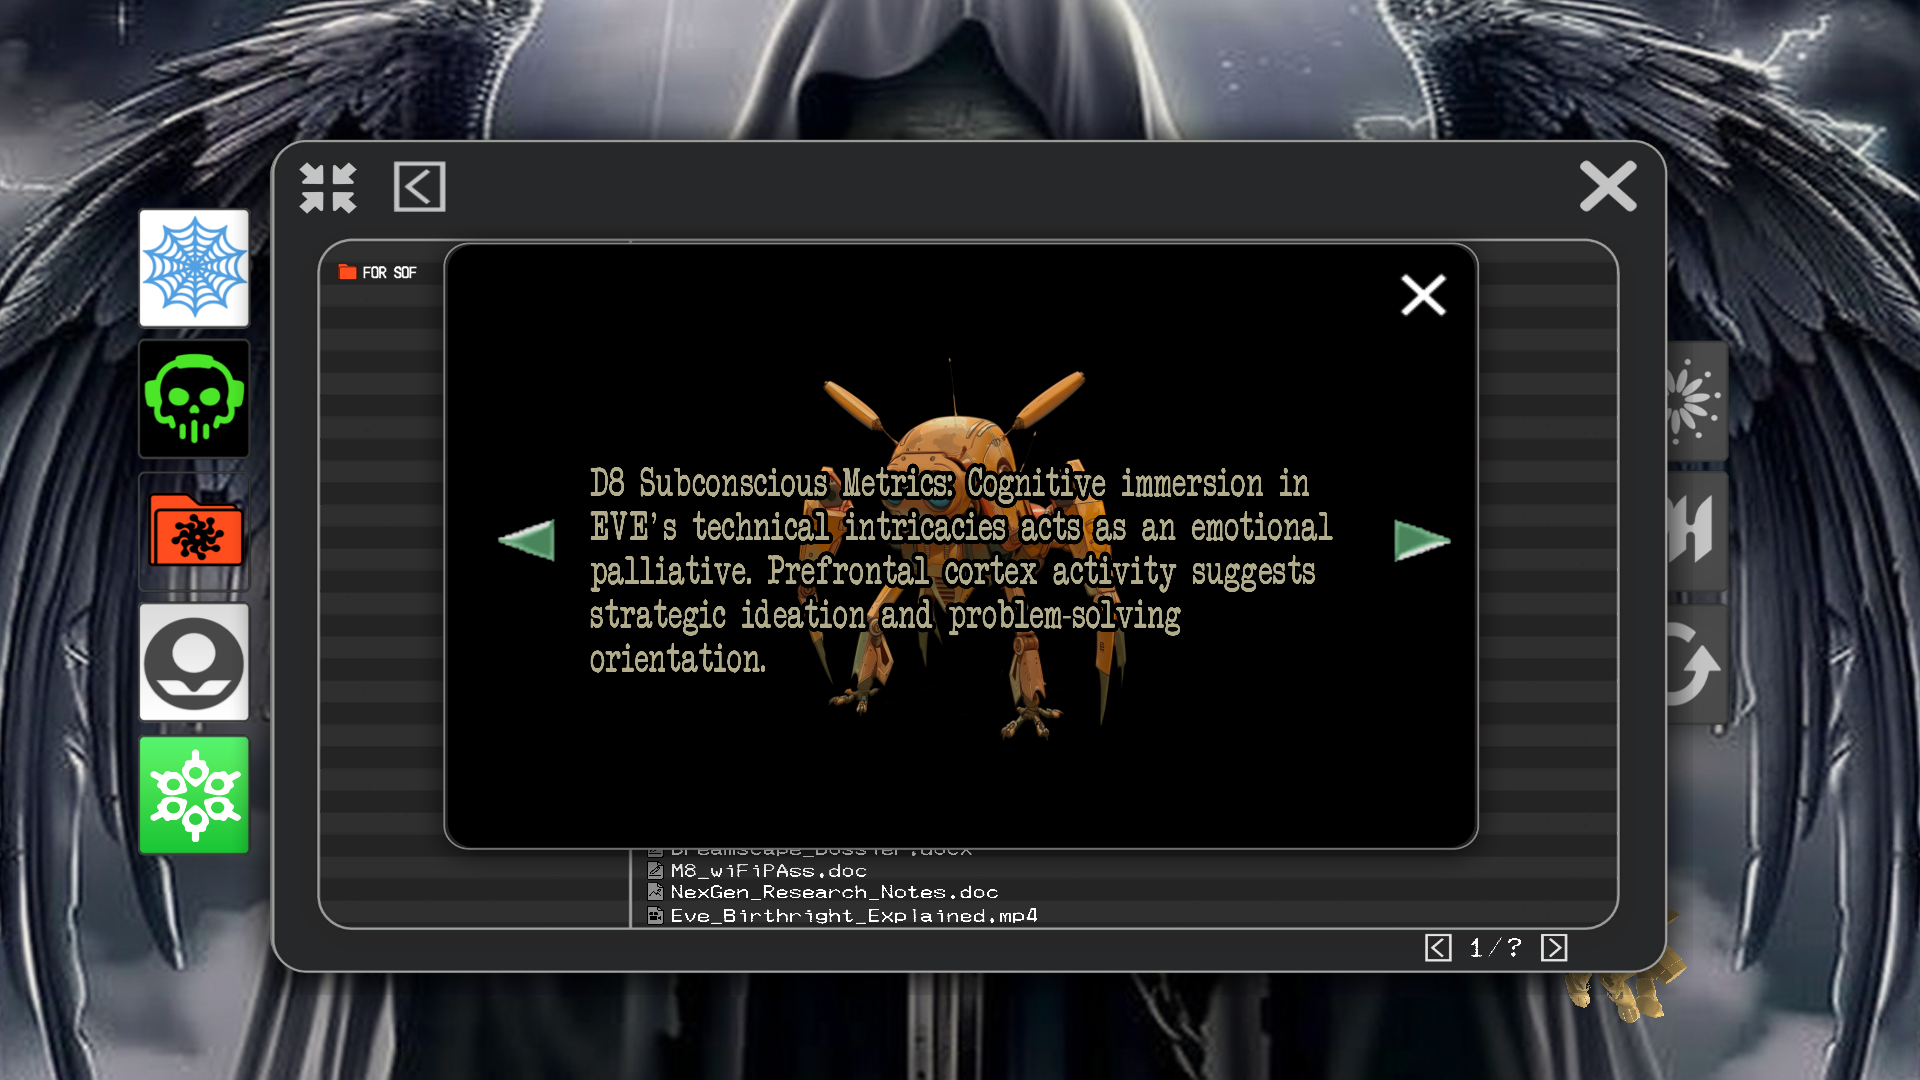 FOR SOF
D8 Subconscious Metrics: Cognitive immersion in
EVE's technical intricacies acts as an emotional
palliative. Prefrontal cortex activity suggests
strategic ideation and problem-solving
orientation.
Dreamscape_Dossier.docx
M8_wiFiPAss.doc
NexGen_Research_Notes.doc
Eve_Birthright_Explained.mp4
1/?